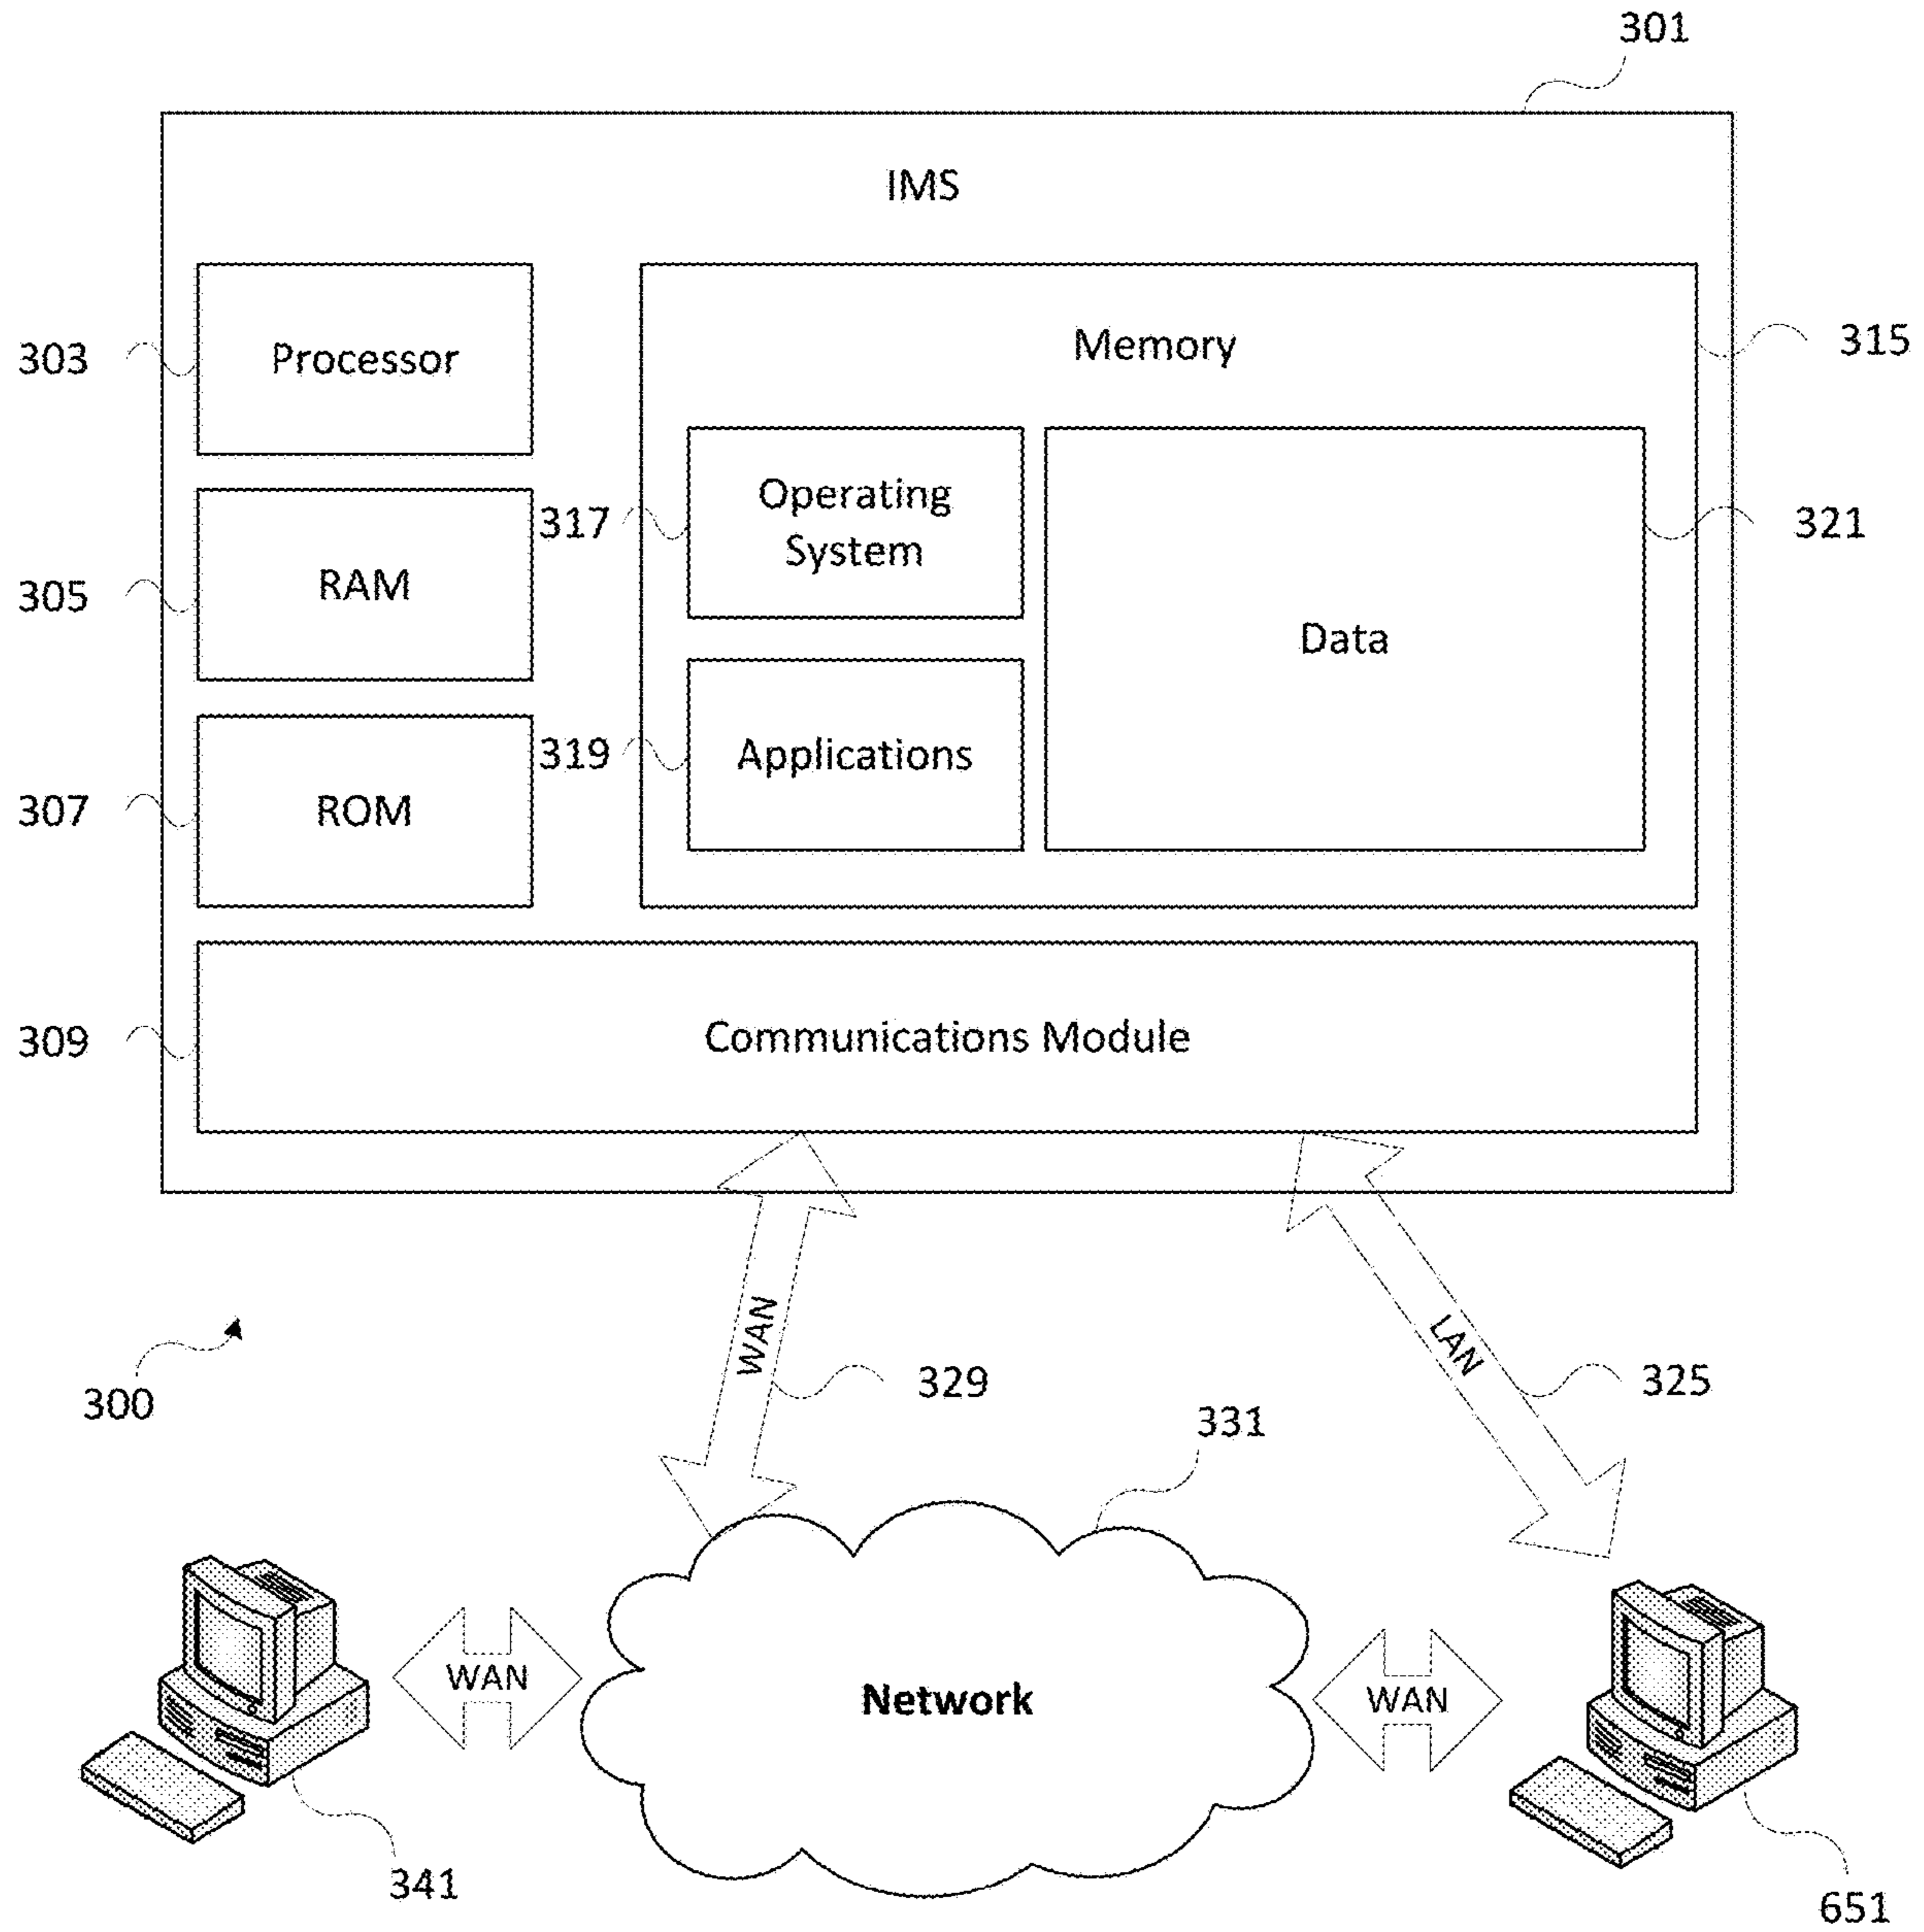 301
IMS
303
Processor
Memory
315
317
Operating
System
321
305
RAM
Data
319
Applications
307
ROM
309
Communications Module
WAN
LAN
300
329
325
331
WAN
Network
WAN
341
651